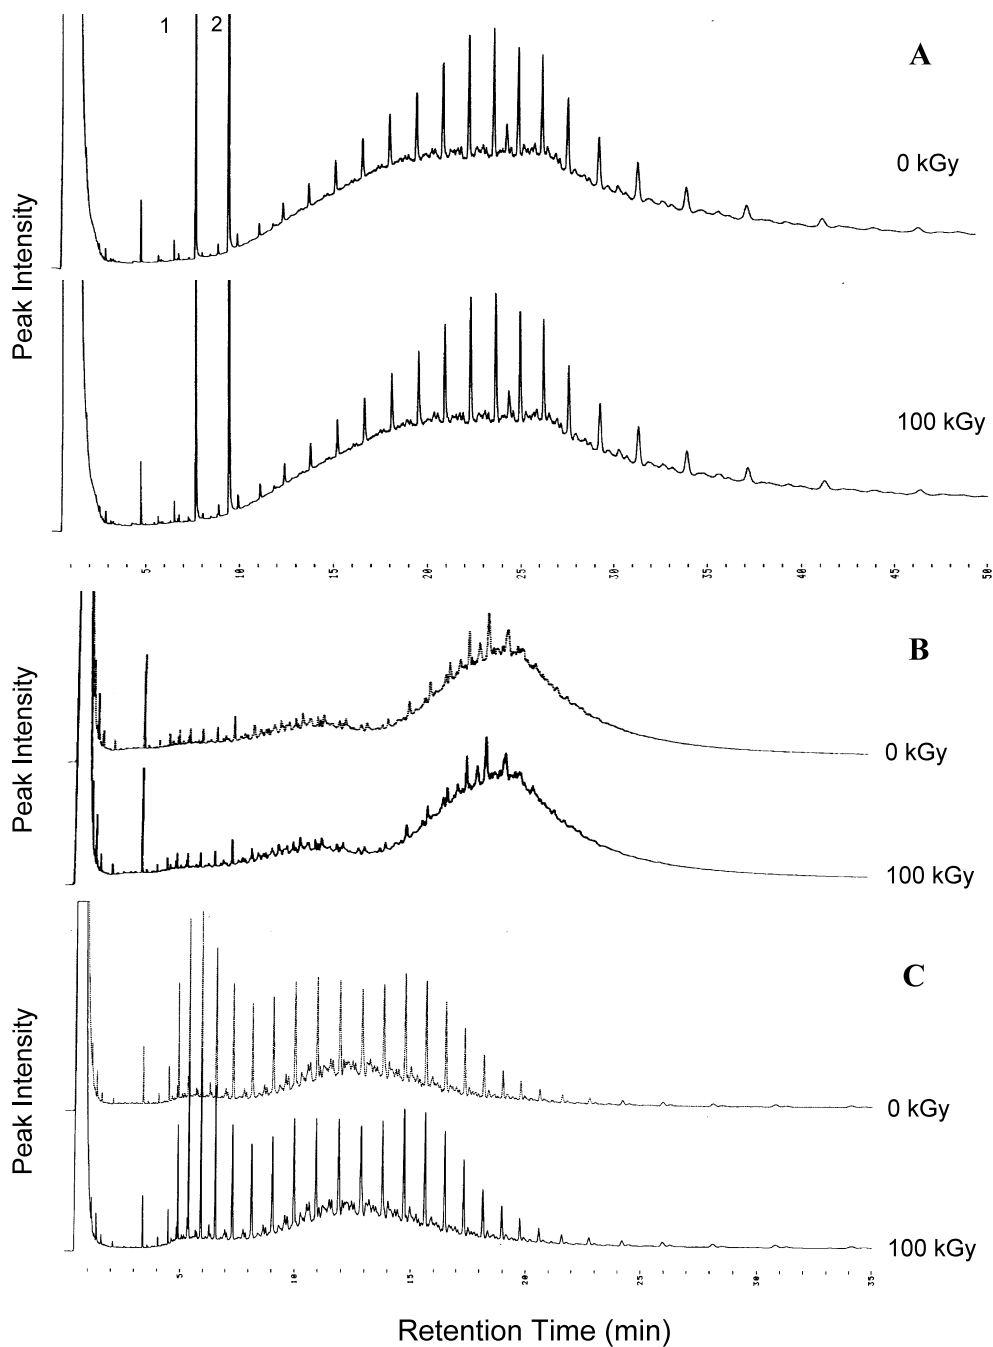 1 2
A
0 kGy
Peak Intensity
100 kGy
5 10 15 20 25 30 35 40 45 50
B
0 kGy
Peak Intensity
100 kGy
C
0 kGy
Peak Intensity
100 kGy
5 10 15 20 25 30 35
Retention Time (min)